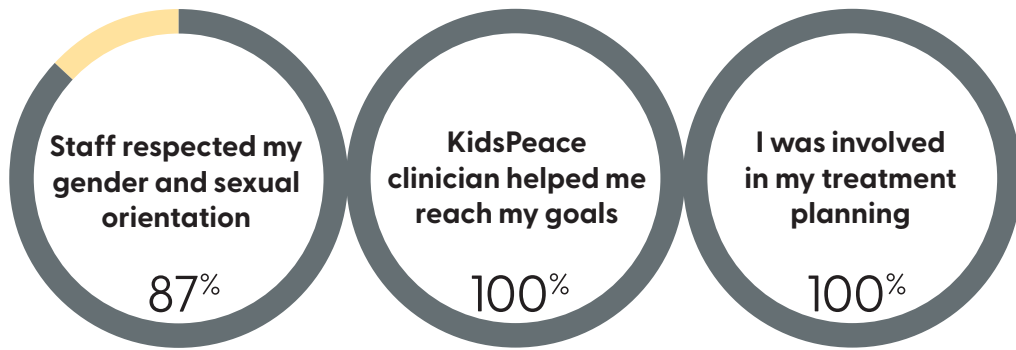 Staff respected my
gender and sexual
orientation
87%
KidsPeace
clinician helped me
reach my goals
100%
I was involved
in my treatment
planning
100%